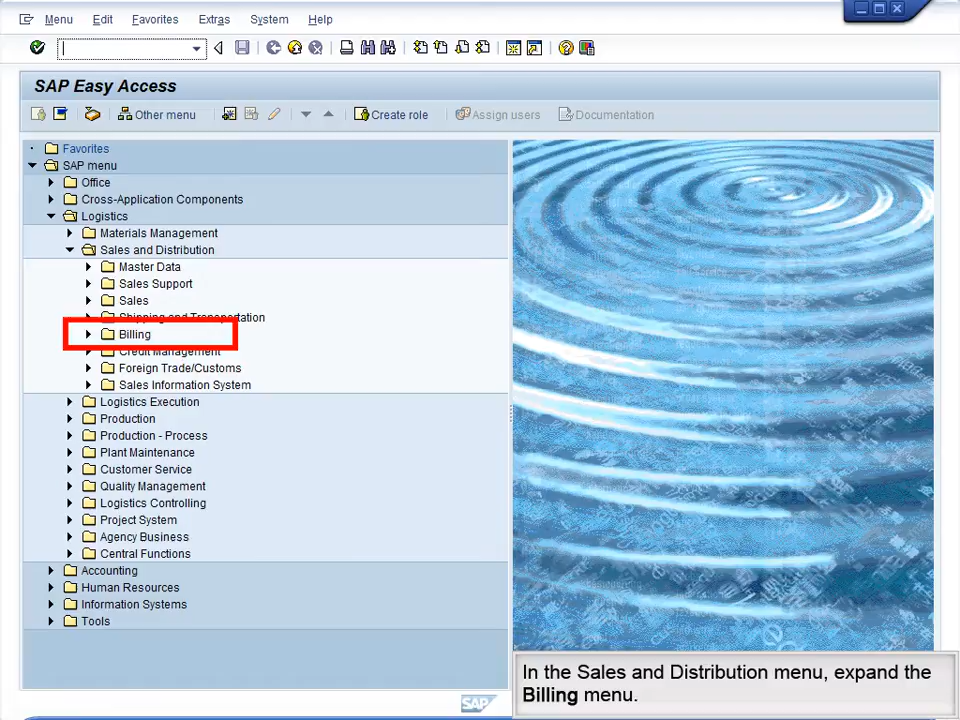 Menu Edit Favorites Extras System Help
SAP Easy Access
Other menu Create role Assign users Documentation
Favorites
SAP menu
Office
Cross-Application Components
Logistics
Materials Management
Sales and Distribution
Master Data
Sales Support
Sales
Shipping and Transportation
Billing
Credit Management
Foreign Trade/Customs
Sales Information System
Logistics Execution
Production
Production - Process
Plant Maintenance
Customer Service
Quality Management
Logistics Controlling
Project System
Agency Business
Central Functions
Accounting
Human Resources
Information Systems
Tools
In the Sales and Distribution menu, expand the
Billing menu.
SAP